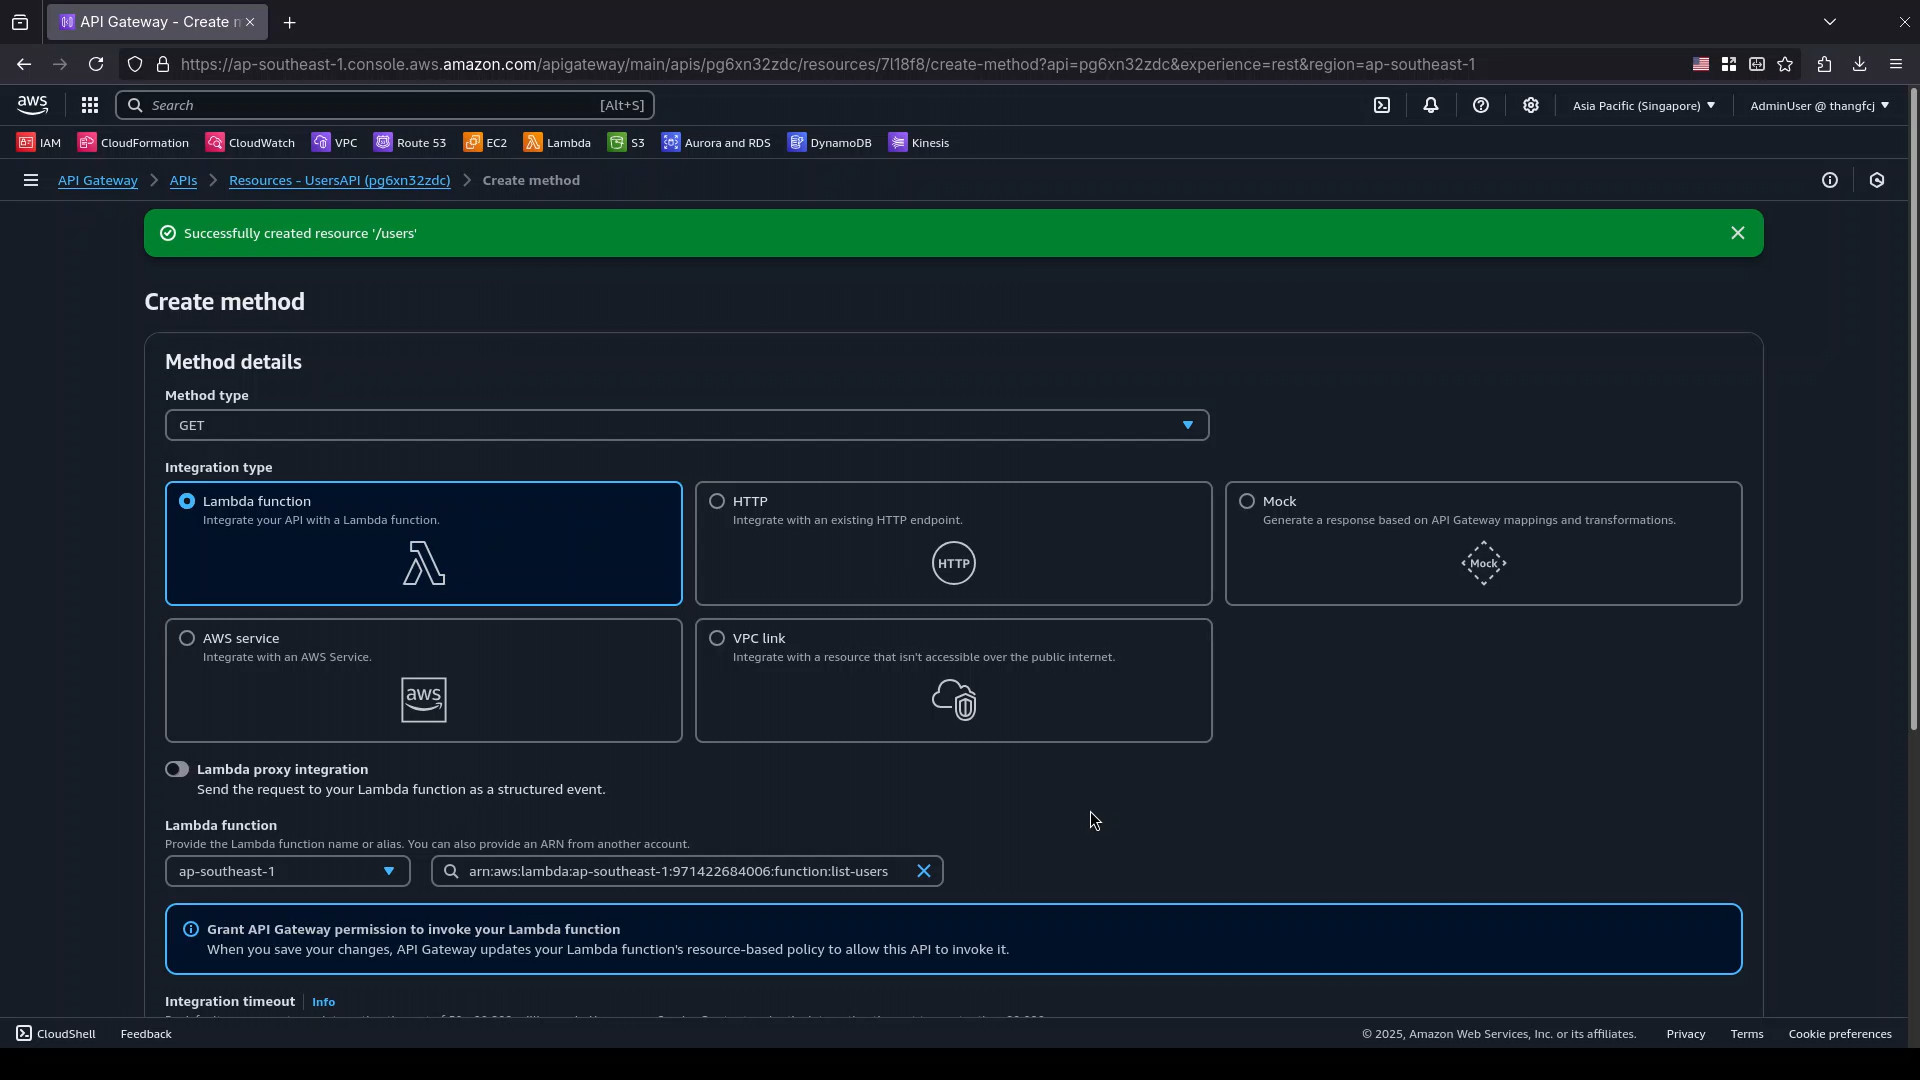 API Gateway - Create
https://ap-southeast-1.console.aws.amazon.com/apigateway/main/apis/pg6xn32zdc/resources/7l18f8/create-method?api=pg6xn32zdc&experience=rest&region=ap-southeast-1
aws
Search
[Alt+S]
Asia Pacific (Singapore)
AdminUser @ thangfcj
IAM
CloudFormation
CloudWatch
VPC
Route 53
EC2
Lambda
S3
Aurora and RDS
DynamoDB
Kinesis
API Gateway
APIs
Resources - UsersAPI (pg6xn32zdc)
Create method
Successfully created resource '/users'
Create method
Method details
Method type
GET
Integration type
Lambda function
Integrate your API with a Lambda function.
HTTP
Integrate with an existing HTTP endpoint.
HTTP
Mock
Generate a response based on API Gateway mappings and transformations.
Mock
AWS service
Integrate with an AWS Service.
aws
VPC link
Integrate with a resource that isn't accessible over the public internet.
Lambda proxy integration
Send the request to your Lambda function as a structured event.
Lambda function
Provide the Lambda function name or alias. You can also provide an ARN from another account.
ap-southeast-1
arn:aws:lambda:ap-southeast-1:971422684006:function:list-users
Grant API Gateway permission to invoke your Lambda function
When you save your changes, API Gateway updates your Lambda function's resource-based policy to allow this API to invoke it.
Integration timeout
Info
CloudShell
Feedback
© 2025, Amazon Web Services, Inc. or its affiliates.
Privacy
Terms
Cookie preferences